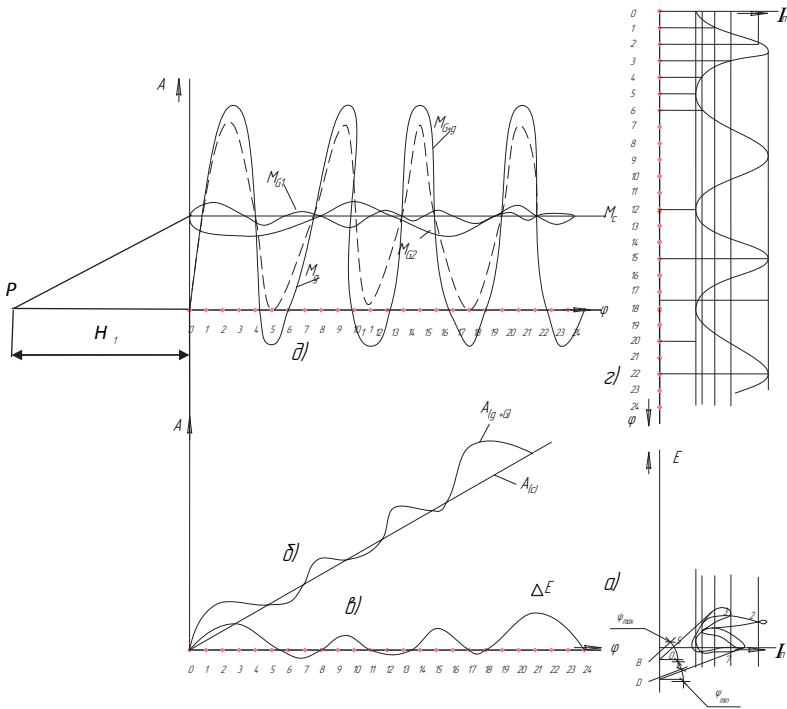 A
M_G+g
M_G1
M_C
M_G2
M_g
P
H 1
φ
0 1 2 3 4 5 6 7 8 9 10 11 12 13 14 15 16 17 18 19 20 21 22 23 24
д)
0
1
2
3
4
5
6
7
8
9
10
11
12
13
14
15
16
17
18
19
20
21
22
23
24
I_п
г)
φ
A
A_(g+G)
A_(c)
б)
в)
ΔE
φ
0 1 2 3 4 5 6 7 8 9 10 11 12 13 14 15 16 17 18 19 20 21 22 23 24
E
а)
Ψ_max
B
D
3
2
I_п
Ψ_min